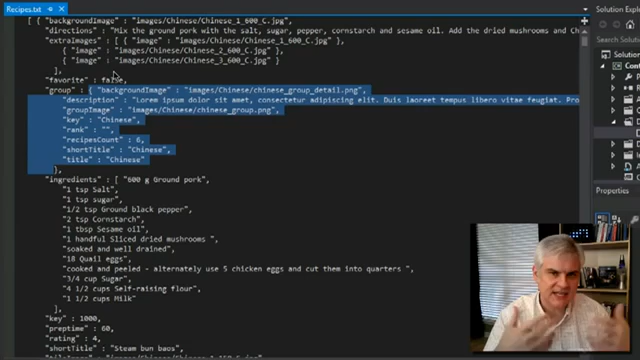 Recipes.txt
[ { "backgroundImage" : "images/Chinese/Chinese_1_600_C.jpg",
"directions" : "Mix the ground pork with the salt, sugar, pepper, cornstarch and sesame oil. Add the dried mushrooms and
"extraImages" : [ { "image" : "images/Chinese/Chinese_1_600_C.jpg"},
{ "image" : "images/Chinese/Chinese_2_600_C.jpg"},
{ "image" : "images/Chinese/Chinese_3_600_C.jpg"}
],
"favorite" : false,
"group" : { "backgroundImage" : "images/Chinese/chinese_group_detail.png",
"description" : "Lorem ipsum dolor sit amet, consectetur adipiscing elit. Duis laoreet tempus libero vitae feugiat. Pro
"groupImage" : "images/Chinese/chinese_group.png",
"key" : "Chinese",
"rank" : "",
"recipesCount" : 6,
"shortTitle" : "Chinese",
"title" : "Chinese"
},
"ingredients" : [ "600 g Ground pork",
"1 tsp Salt",
"1 tsp sugar",
"1/2 tsp Ground black pepper",
"2 tsp Cornstarch",
"1 tbsp Sesame oil",
"1 handful Sliced dried mushrooms ",
"soaked and well drained",
"18 Quail eggs",
"cooked and peeled - alternately use 5 chicken eggs and cut them into quarters ",
"3/4 cup Sugar",
"4 1/2 cups Self-raising flour",
"1 1/2 cups Milk"
],
"key" : 1000,
"preptime" : 60,
"rating" : 4,
"shortTitle" : "Steam bun baos",
Solution Explorer
Search Solution
Solution
Properties